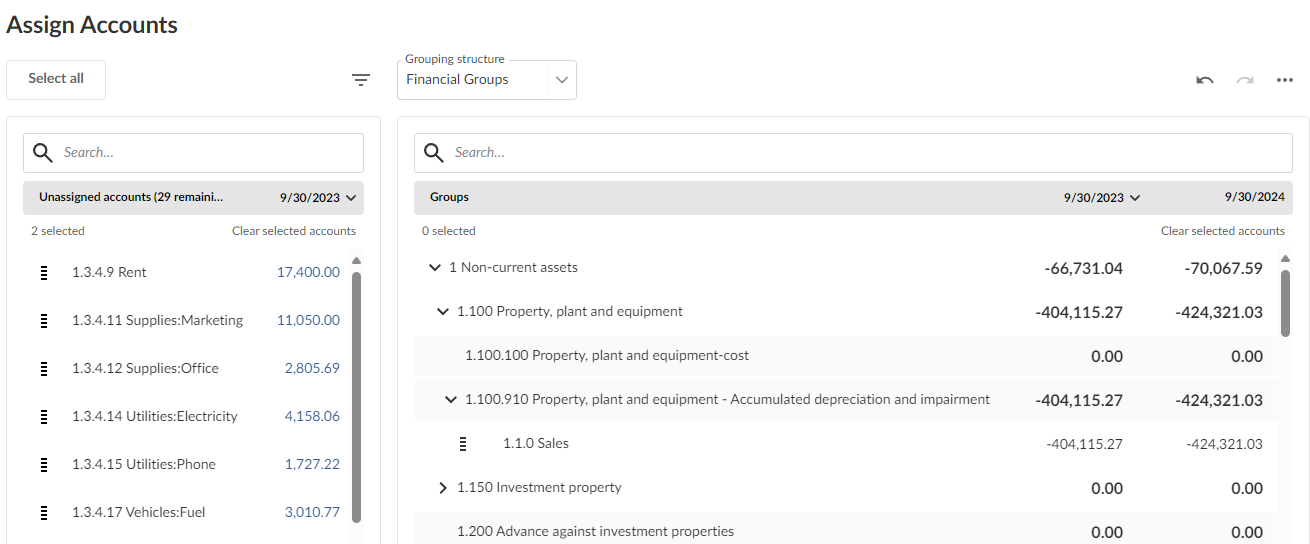 Assign Accounts
Select all
Grouping structure
Financial Groups
Search...
Unassigned accounts (29 remaini... 9/30/2023
2 selected Clear selected accounts
1.3.4.9 Rent 17,400.00
1.3.4.11 Supplies:Marketing 11,050.00
1.3.4.12 Supplies:Office 2,805.69
1.3.4.14 Utilities:Electricity 4,158.06
1.3.4.15 Utilities:Phone 1,727.22
1.3.4.17 Vehicles:Fuel 3,010.77
Search...
Groups 9/30/2023 9/30/2024
0 selected Clear selected accounts
1 Non-current assets -66,731.04 -70,067.59
1.100 Property, plant and equipment -404,115.27 -424,321.03
1.100.100 Property, plant and equipment-cost 0.00 0.00
1.100.910 Property, plant and equipment - Accumulated depreciation and impairment -404,115.27 -424,321.03
1.1.0 Sales -404,115.27 -424,321.03
1.150 Investment property 0.00 0.00
1.200 Advance against investment properties 0.00 0.00